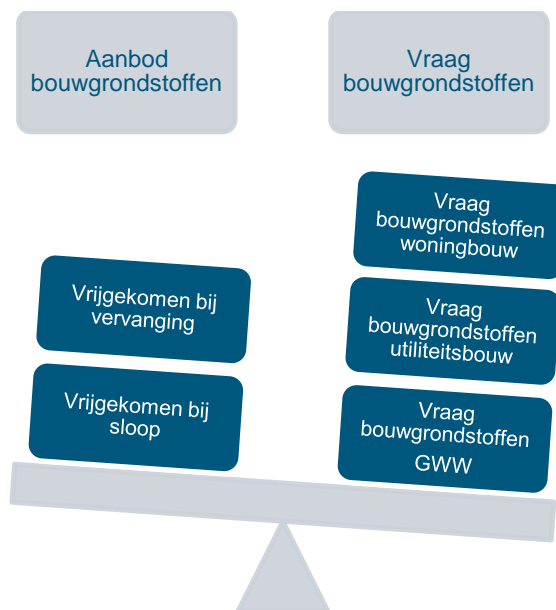 Aanbod
bouwgrondstoffen
Vraag
bouwgrondstoffen
Vrijgekomen bij
vervanging
Vrijgekomen bij
sloop
Vraag
bouwgrondstoffen
woningbouw
Vraag
bouwgrondstoffen
utiliteitsbouw
Vraag
bouwgrondstoffen
GWW